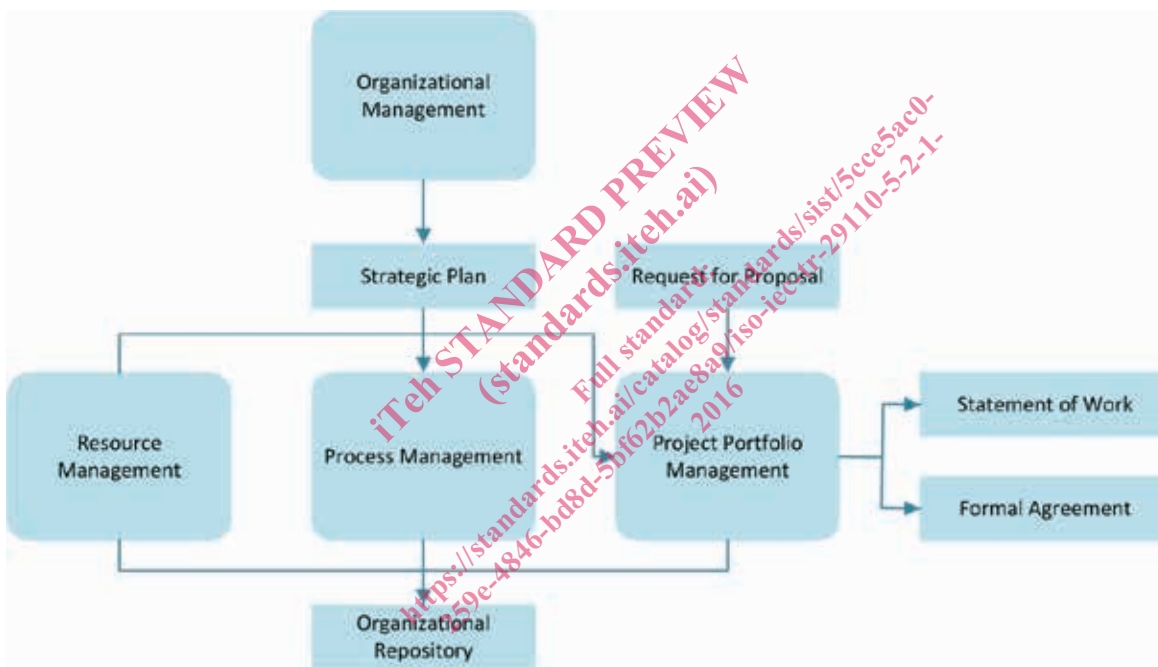 Organizational
Management
Strategic Plan
Request for Proposal
Resource
Management
Process Management
Project Portfolio
Management
Statement of Work
Formal Agreement
Organizational
Repository
iTeh STANDARD PREVIEW
(standards.iteh.ai)
Full standard:
https://standards.iteh.ai/catalog/standards/sist/5cce5ac0-
259e-4846-bd8d-5bf62b2ae8a9/iso-iec-tr-29110-5-2-1-
2016